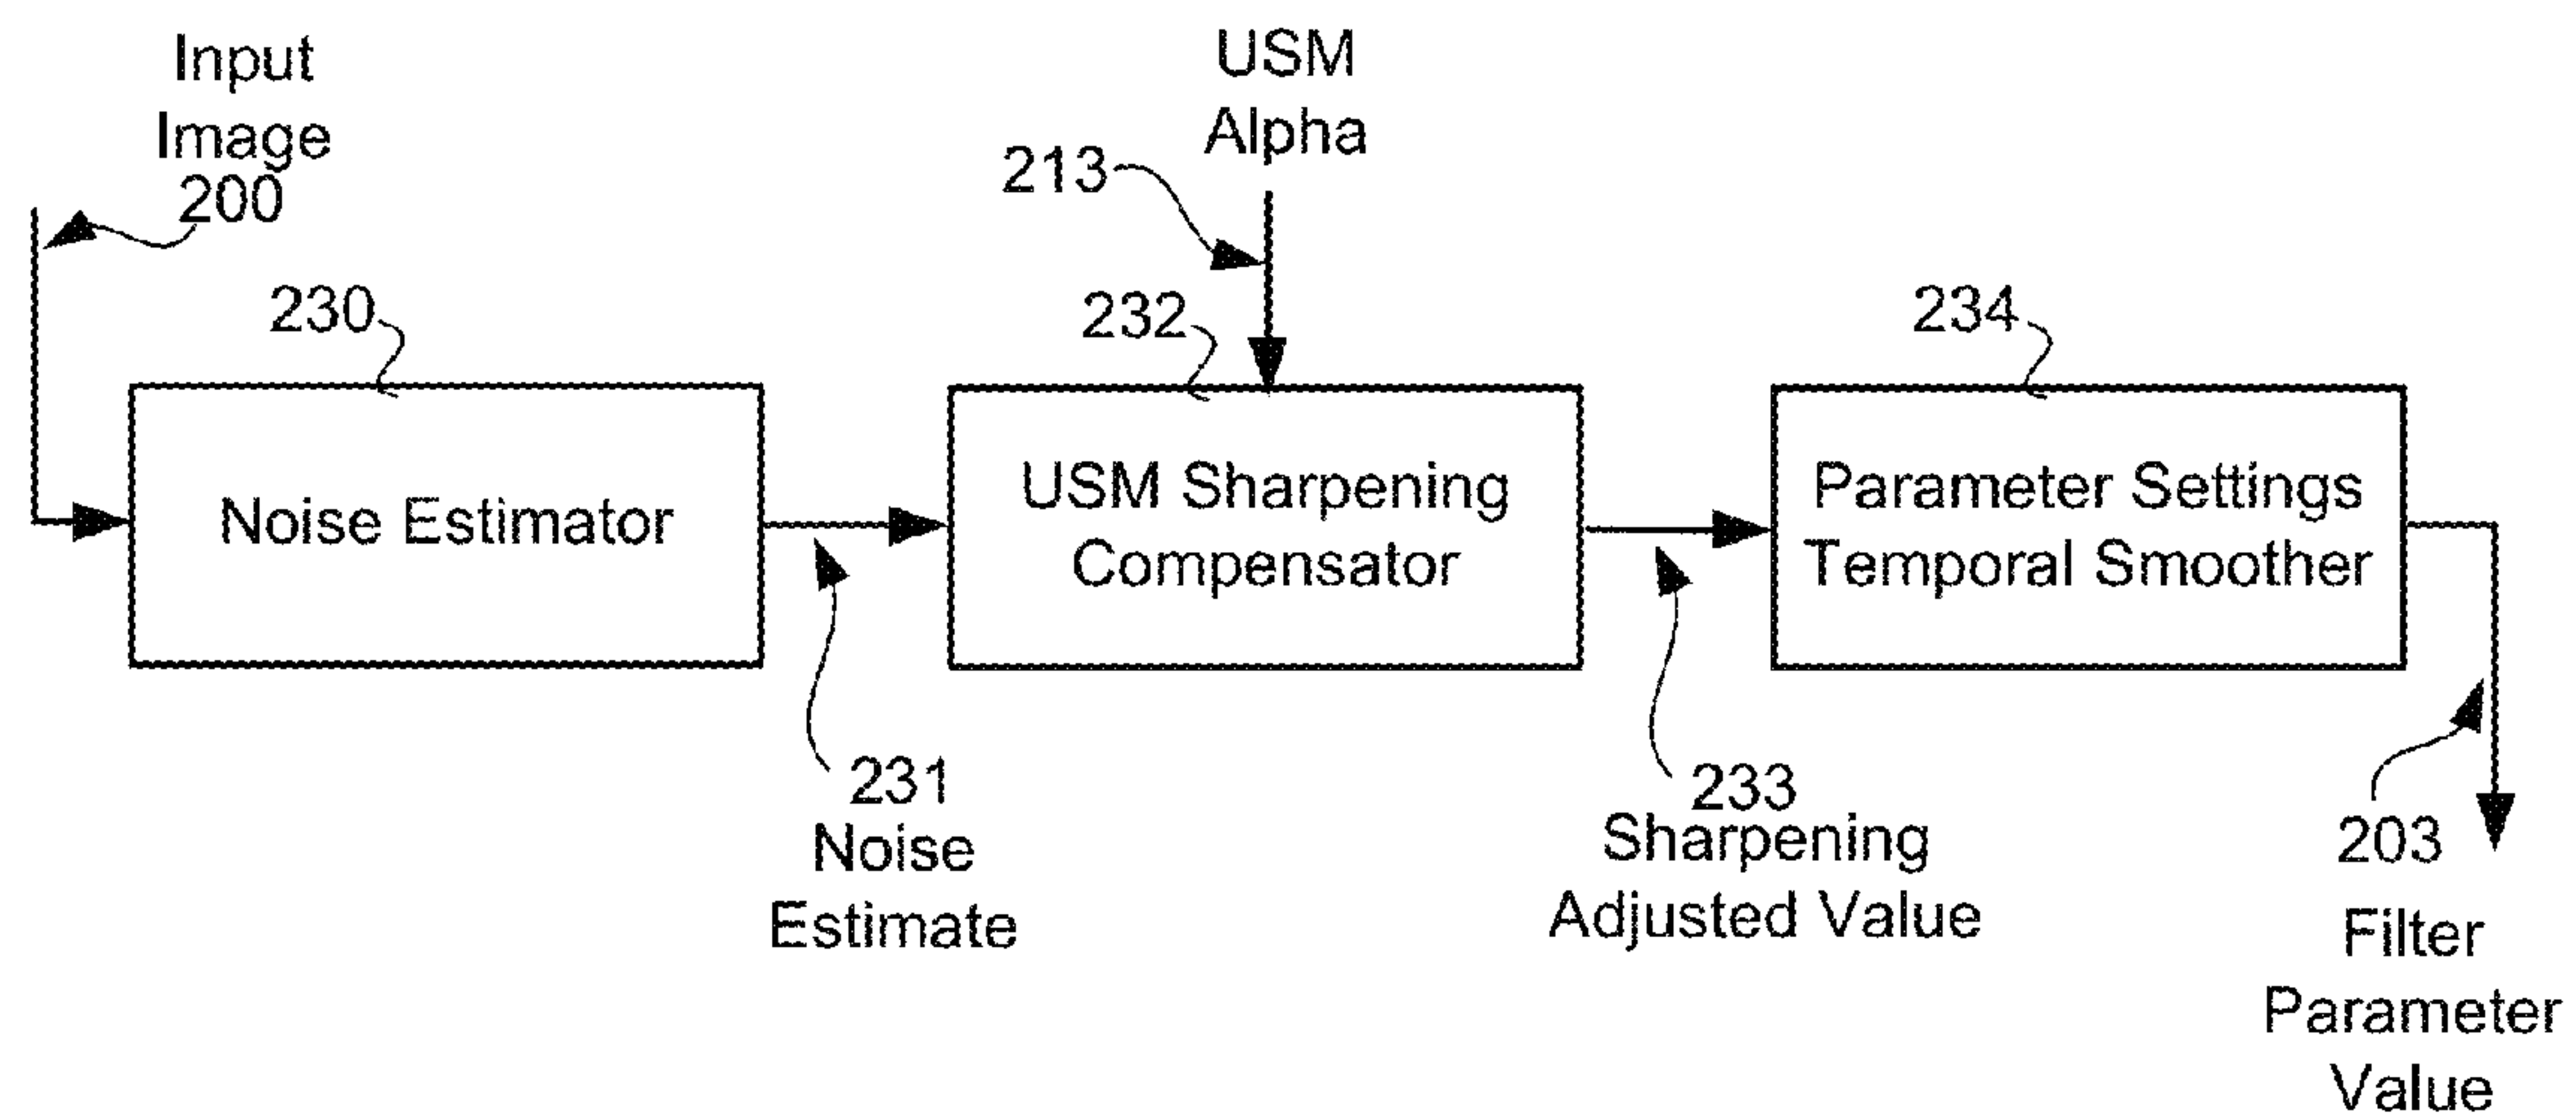 Input
Image
200
USM
Alpha
213
230
232
234
Noise Estimator
USM Sharpening
Compensator
Parameter Settings
Temporal Smoother
231
Noise
Estimate
233
Sharpening
Adjusted Value
203
Filter
Parameter
Value